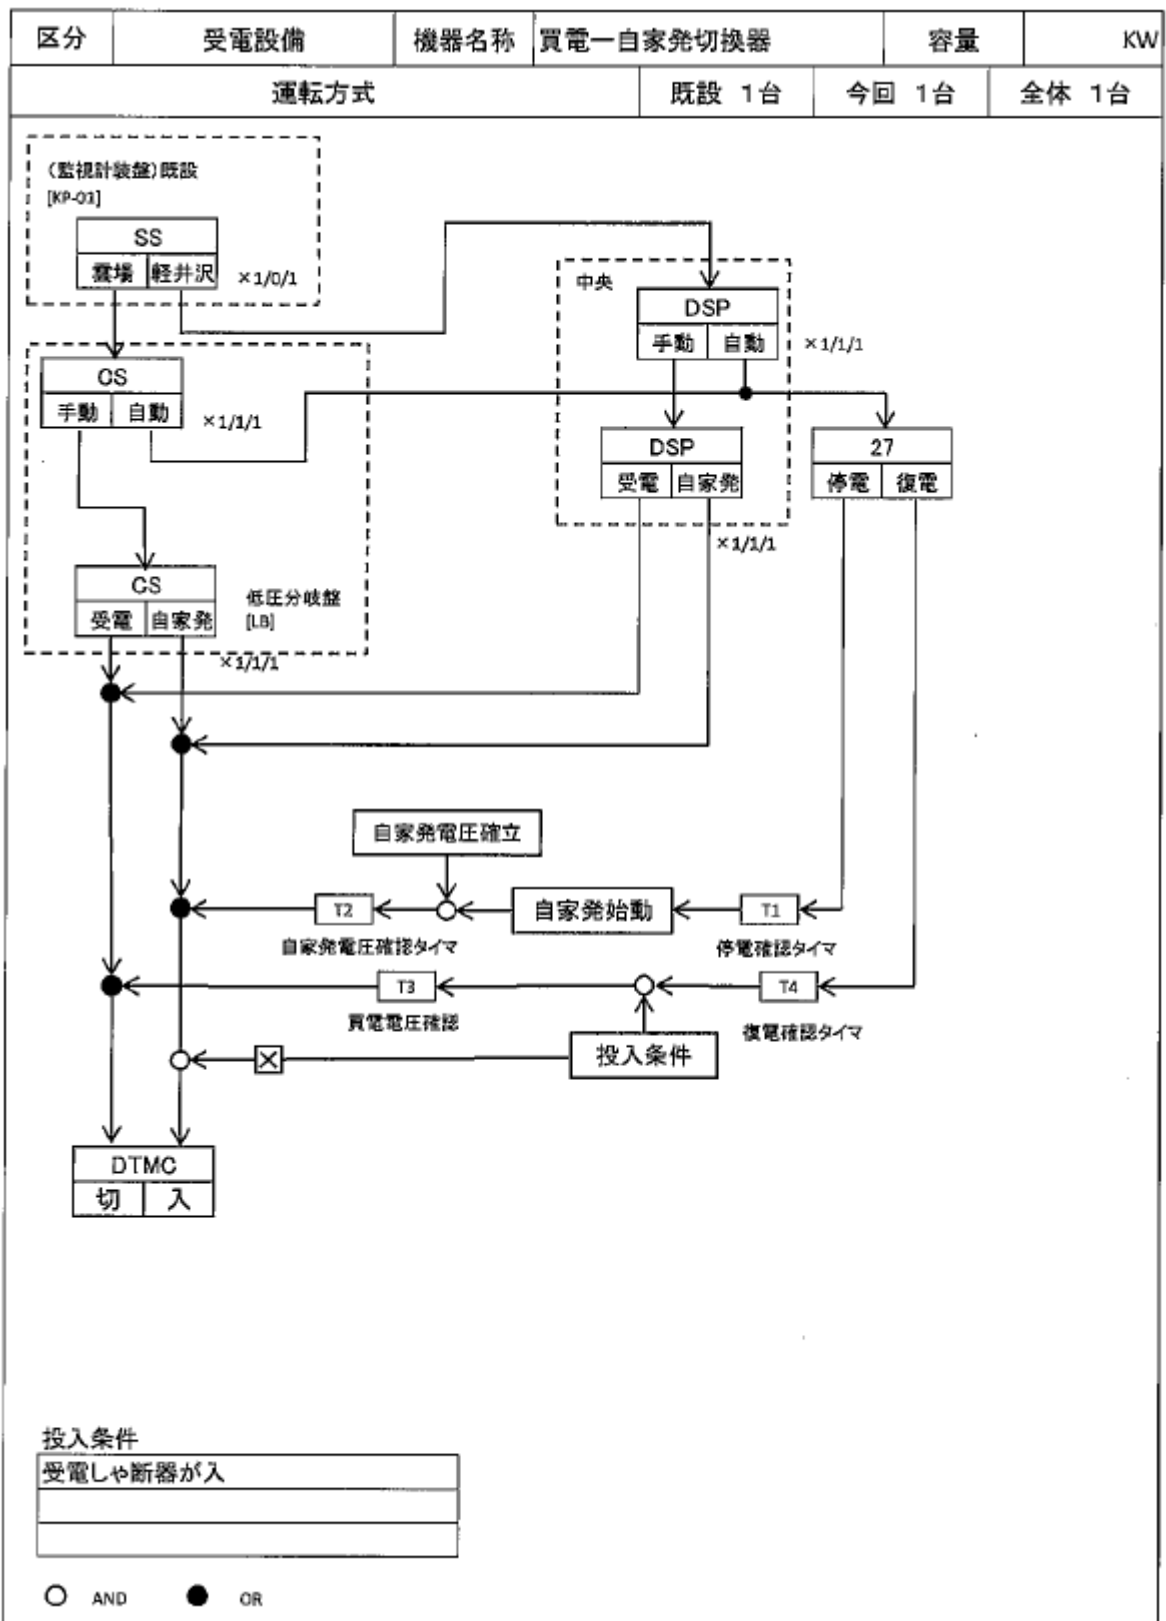 区分 受電設備 機器名称 買電ー自家発切換器 容量 KW
運転方式 既設 1台 今回 1台 全体 1台
(監視計装盤)既設
[KP-01]
SS
雲場 軽井沢 ×1/0/1
中央
DSP
手動 自動 ×1/1/1
CS
手動 自動 ×1/1/1
DSP
受電 自家発
×1/1/1
27
停電 復電
CS
受電 自家発
×1/1/1
低圧分岐盤
[LB]
自家発電圧確立
T2 自家発始動 T1
自家発電圧確認タイマ 停電確認タイマ
T3 T4
買電電圧確認 復電確認タイマ
投入条件
DTMC
切 入
投入条件
受電しゃ断器が入
AND OR